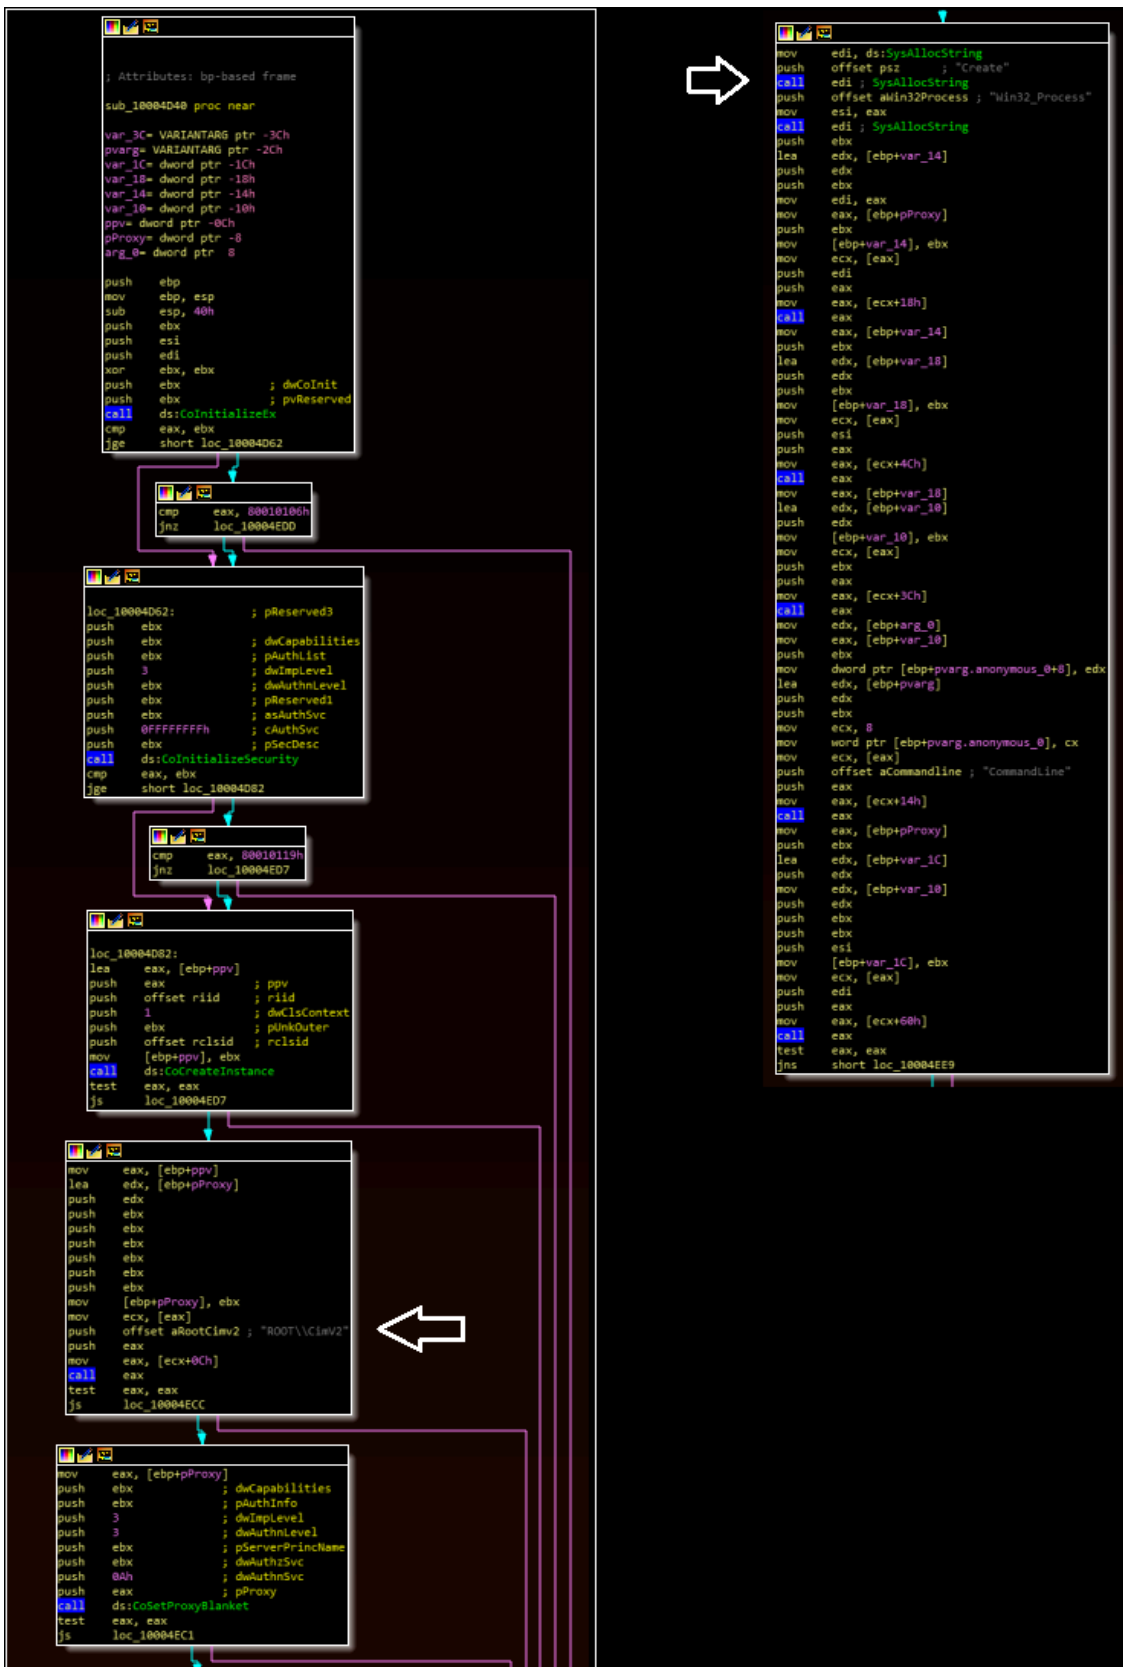 ; Attributes: bp-based frame
sub_10004D40 proc near
var_3C= VARIANTARG ptr -3Ch
pvarg= VARIANTARG ptr -2Ch
var_1C= dword ptr -1Ch
var_18= dword ptr -18h
var_14= dword ptr -14h
var_10= dword ptr -10h
ppv= dword ptr -0Ch
pProxy= dword ptr -8
arg_0= dword ptr  8
push ebp
mov ebp, esp
sub esp, 40h
push ebx
push esi
push edi
xor ebx, ebx
push ebx ; dwCoInit
push ebx ; pvReserved
call ds:CoInitializeEx
cmp eax, ebx
jge short loc_10004D62
cmp eax, 80010106h
jnz loc_10004EDD
loc_10004D62: ; pReserved3
push ebx
push ebx ; dwCapabilities
push ebx ; pAuthList
push 3 ; dwImpLevel
push ebx ; dwAuthnLevel
push ebx ; pReserved1
push ebx ; asAuthSvc
push 0FFFFFFFFh ; cAuthSvc
push ebx ; pSecDesc
call ds:CoInitializeSecurity
cmp eax, ebx
jge short loc_10004D82
cmp eax, 80010119h
jnz loc_10004ED7
loc_10004D82:
lea eax, [ebp+ppv]
push eax ; ppv
push offset riid ; riid
push 1 ; dwClsContext
push ebx ; pUnkOuter
push offset rclsid ; rclsid
mov [ebp+ppv], ebx
call ds:CoCreateInstance
test eax, eax
js loc_10004ED7
mov eax, [ebp+ppv]
lea edx, [ebp+pProxy]
push edx
push ebx
push ebx
push ebx
push ebx
push ebx
push ebx
mov [ebp+pProxy], ebx
mov ecx, [eax]
push offset aRootCimv2 ; "ROOT\\CimV2"
push eax
mov eax, [ecx+0Ch]
call eax
test eax, eax
js loc_10004ECC
mov eax, [ebp+pProxy]
push ebx ; dwCapabilities
push ebx ; pAuthInfo
push 3 ; dwImpLevel
push 3 ; dwAuthnLevel
push ebx ; pServerPrincName
push ebx ; dwAuthzSvc
push 0Ah ; dwAuthnSvc
push eax ; pProxy
call ds:CoSetProxyBlanket
test eax, eax
js loc_10004EC1
mov edi, ds:SysAllocString
push offset psz ; "Create"
call edi ; SysAllocString
push offset aWin32Process ; "Win32_Process"
mov esi, eax
call edi ; SysAllocString
push ebx
lea edx, [ebp+var_14]
push edx
push ebx
mov edi, eax
mov eax, [ebp+pProxy]
push ebx
mov [ebp+var_14], ebx
mov ecx, [eax]
push edi
push eax
mov eax, [ecx+18h]
call eax
mov eax, [ebp+var_14]
push ebx
lea edx, [ebp+var_18]
push edx
push ebx
mov [ebp+var_18], ebx
mov ecx, [eax]
push esi
push eax
mov eax, [ecx+4Ch]
call eax
mov eax, [ebp+var_18]
lea edx, [ebp+var_10]
push edx
mov [ebp+var_10], ebx
mov ecx, [eax]
push ebx
push eax
mov eax, [ecx+3Ch]
call eax
mov edx, [ebp+arg_0]
mov eax, [ebp+var_10]
push ebx
mov dword ptr [ebp+pvarg.anonymous_0+8], edx
lea edx, [ebp+pvarg]
push edx
push ebx
mov ecx, 8
mov word ptr [ebp+pvarg.anonymous_0], cx
mov ecx, [eax]
push offset aCommandline ; "CommandLine"
push eax
mov eax, [ecx+14h]
call eax
mov eax, [ebp+pProxy]
push ebx
lea edx, [ebp+var_1C]
push edx
mov edx, [ebp+var_10]
push edx
push ebx
push ebx
push esi
mov [ebp+var_1C], ebx
mov ecx, [eax]
push edi
push eax
mov eax, [ecx+60h]
call eax
test eax, eax
jns short loc_10004EE9